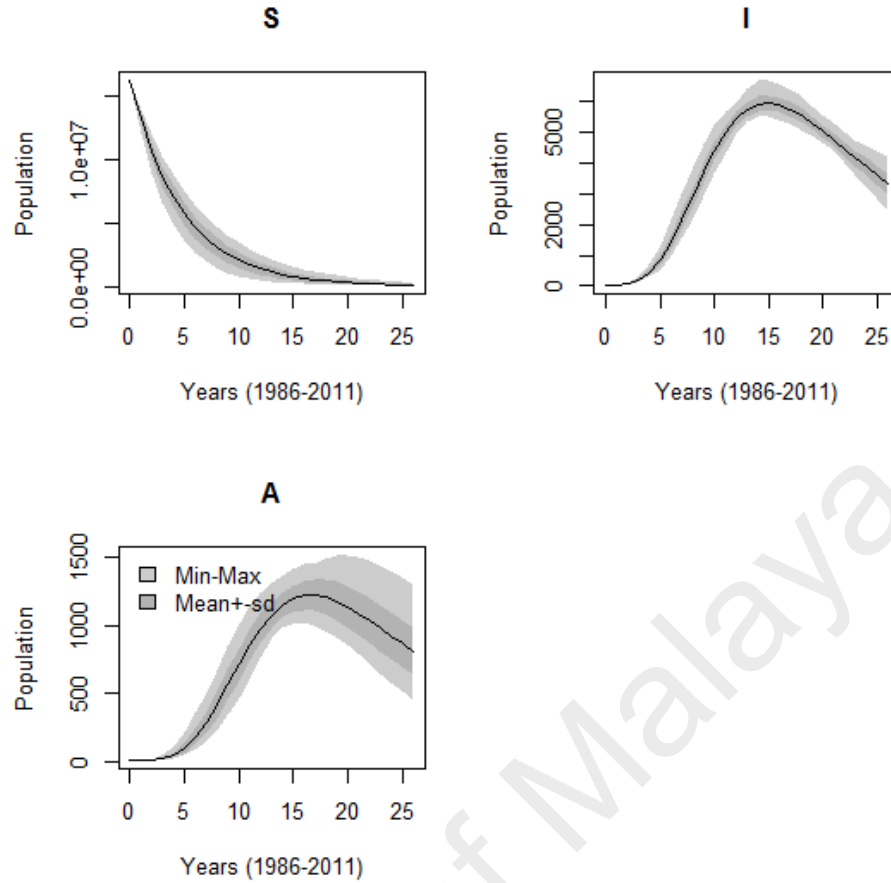 S
Population
1.0e+07
0.0e+00
0 5 10 15 20 25
Years (1986-2011)
I
Population
5000
2000
0
0 5 10 15 20 25
Years (1986-2011)
A
Population
1500
1000
500
0
Min-Max
Mean+-sd
0 5 10 15 20 25
Years (1986-2011)
of Malaya